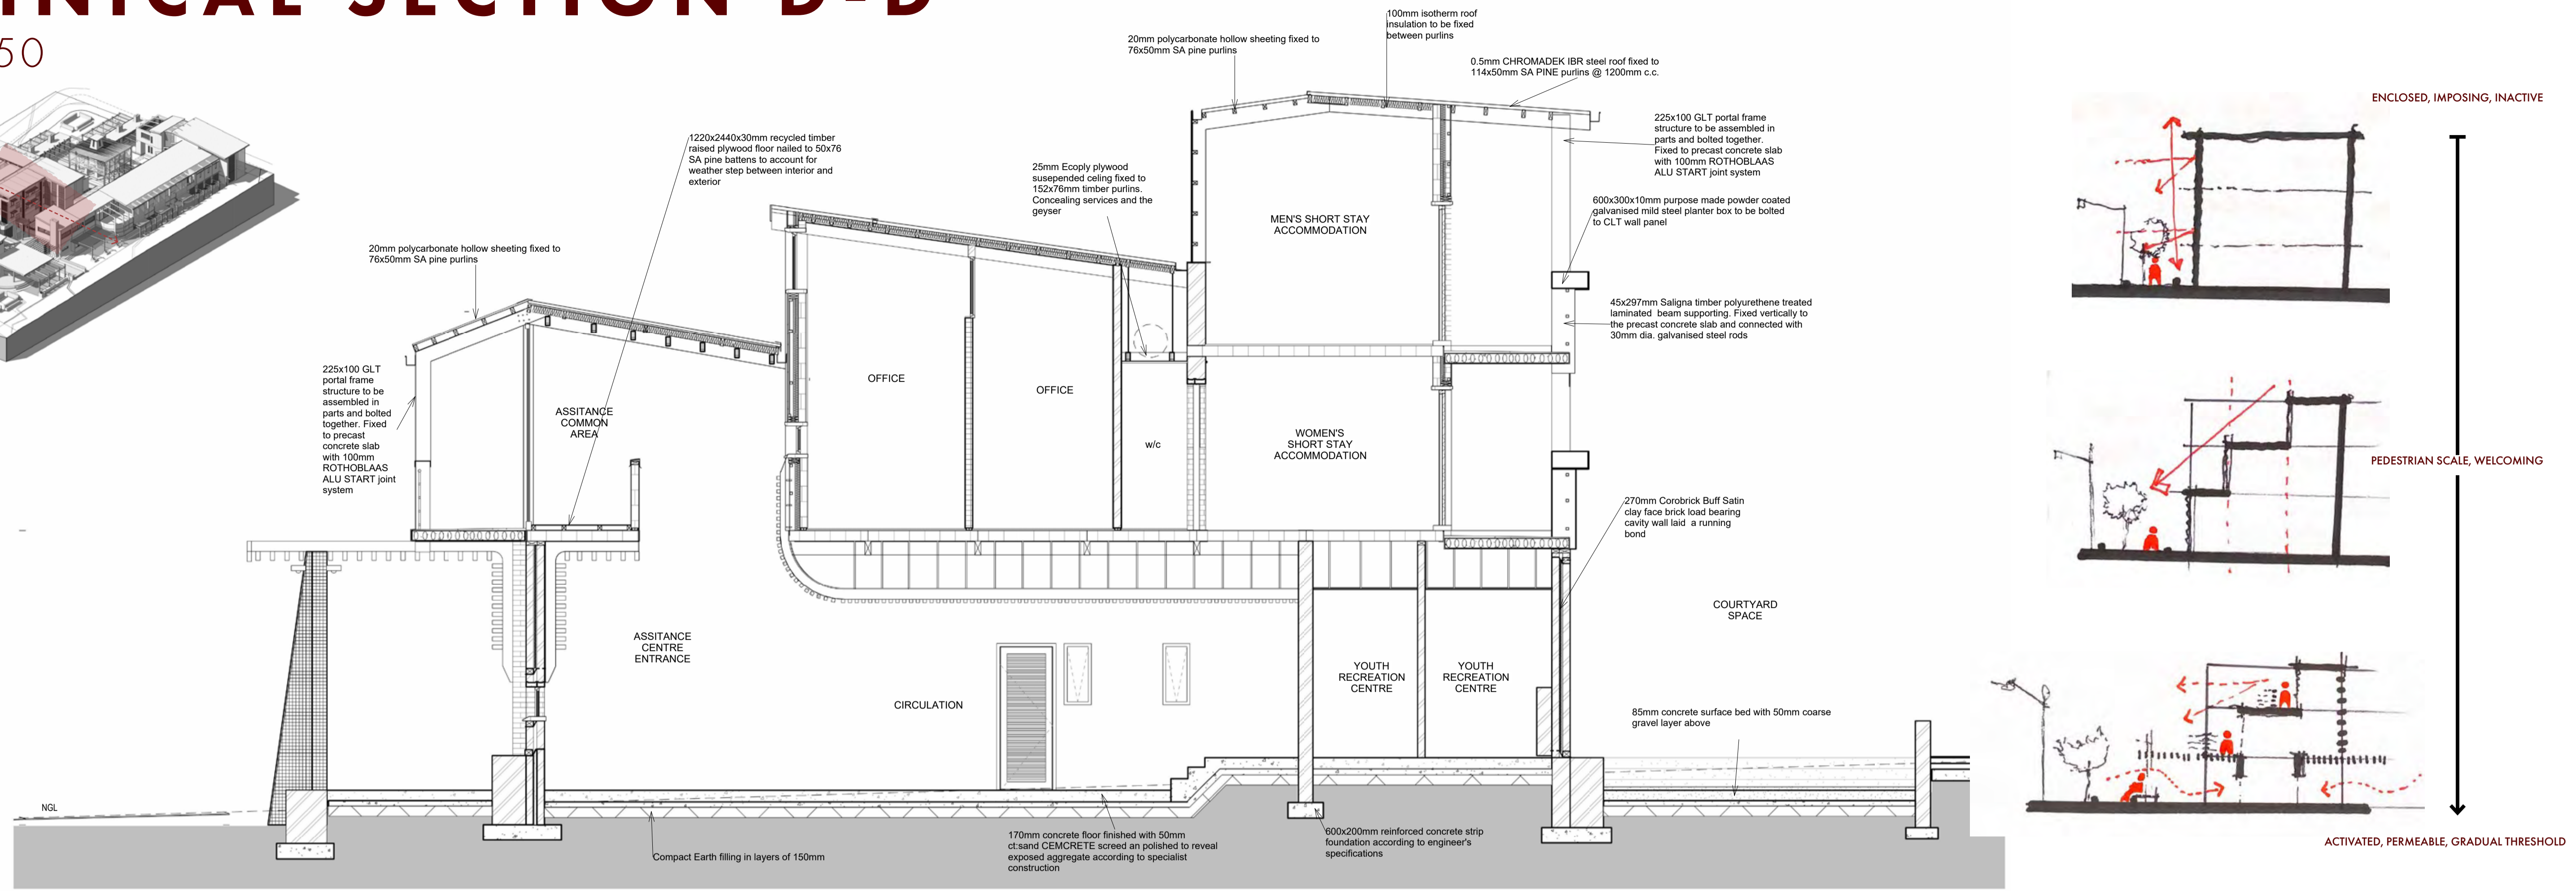 NICAL SECTION D-D
50
20mm polycarbonate hollow sheeting fixed to
76x50mm SA pine purlins
100mm isotherm roof
insulation to be fixed
between purlins
0.5mm CHROMADEK IBR steel roof fixed to
114x50mm SA PINE purlins @ 1200mm c.c.
225x100 GLT portal frame
structure to be assembled in
parts and bolted together.
Fixed to precast concrete slab
with 100mm ROTHOBLAAS
ALU START joint system
1220x2440x30mm recycled timber
raised plywood floor nailed to 50x76
SA pine battens to account for
weather step between interior and
exterior
25mm Ecoply plywood
susepended celing fixed to
152x76mm timber purlins.
Concealing services and the
geyser
600x300x10mm purpose made powder coated
galvanised mild steel planter box to be bolted
to CLT wall panel
20mm polycarbonate hollow sheeting fixed to
76x50mm SA pine purlins
MEN'S SHORT STAY
ACCOMMODATION
45x297mm Saligna timber polyurethene treated
laminated  beam supporting. Fixed vertically to
the precast concrete slab and connected with
30mm dia. galvanised steel rods
225x100 GLT
portal frame
structure to be
assembled in
parts and bolted
together. Fixed
to precast
concrete slab
with 100mm
ROTHOBLAAS
ALU START joint
system
ASSITANCE
COMMON
AREA
OFFICE
OFFICE
w/c
WOMEN'S
SHORT STAY
ACCOMMODATION
270mm Corobrick Buff Satin
clay face brick load bearing
cavity wall laid  a running
bond
ASSITANCE
CENTRE
ENTRANCE
CIRCULATION
YOUTH
RECREATION
CENTRE
YOUTH
RECREATION
CENTRE
COURTYARD
SPACE
85mm concrete surface bed with 50mm coarse
gravel layer above
NGL
Compact Earth filling in layers of 150mm
170mm concrete floor finished with 50mm
ct:sand CEMCRETE screed an polished to reveal
exposed aggregate according to specialist
construction
600x200mm reinforced concrete strip
foundation according to engineer's
specifications
ENCLOSED, IMPOSING, INACTIVE
PEDESTRIAN SCALE, WELCOMING
ACTIVATED, PERMEABLE, GRADUAL THRESHOLD